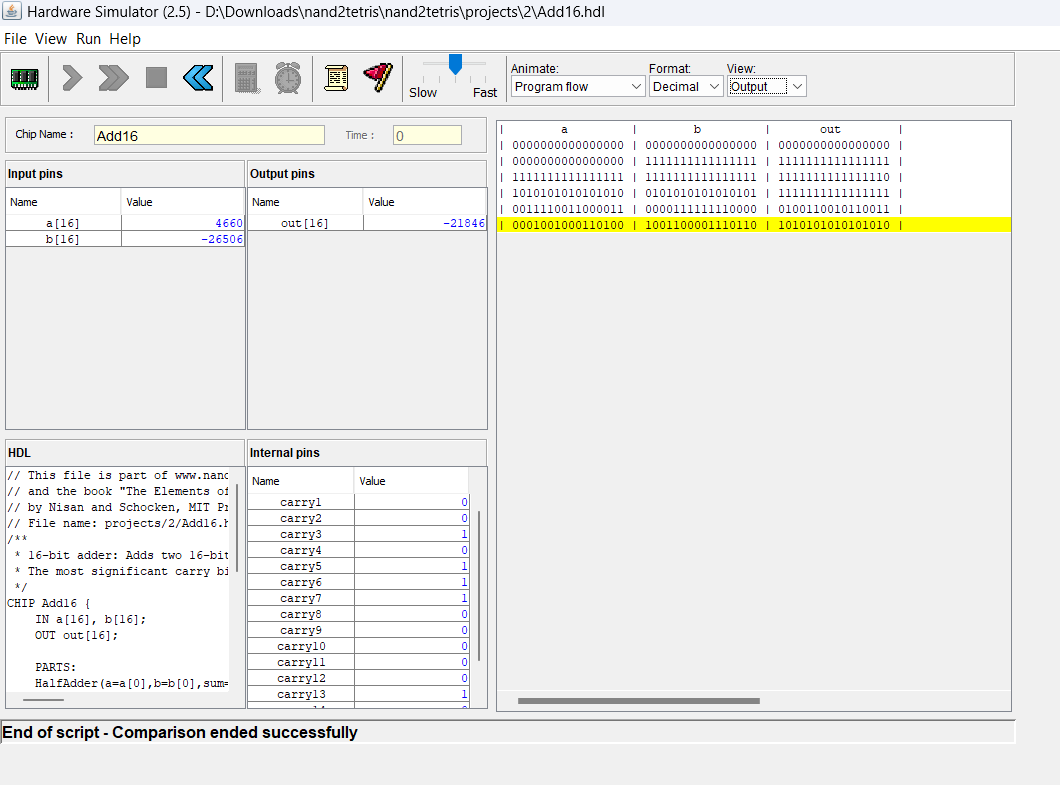 Hardware Simulator (2.5) - D:\Downloads\nand2tetris\nand2tetris\projects\2\Add16.hdl
File View Run Help
Slow Fast
Animate: Format: View:
Program flow Decimal Output
Chip Name : Add16 Time : 0
Input pins
Name Value
a[16] 4660
b[16] -26506
Output pins
Name Value
out[16] -21846
HDL
// This file is part of www.nand
// and the book "The Elements of
// by Nisan and Schocken, MIT Pr
// File name: projects/2/Add16.h
/**
* 16-bit adder: Adds two 16-bit
* The most significant carry bi
*/
CHIP Add16 {
IN a[16], b[16];
OUT out[16];
PARTS:
HalfAdder(a=a[0],b=b[0],sum=
Internal pins
Name Value
carry1 0
carry2 0
carry3 1
carry4 0
carry5 1
carry6 1
carry7 1
carry8 0
carry9 0
carry10 0
carry11 0
carry12 0
carry13 1
| a | b | out |
| 0000000000000000 | 0000000000000000 | 0000000000000000 |
| 0000000000000000 | 1111111111111111 | 1111111111111111 |
| 1111111111111111 | 1111111111111111 | 1111111111111110 |
| 1010101010101010 | 0101010101010101 | 1111111111111111 |
| 0011110011000011 | 0000111111110000 | 0100110010110011 |
| 0001001000110100 | 1001100001110110 | 1010101010101010 |
End of script - Comparison ended successfully